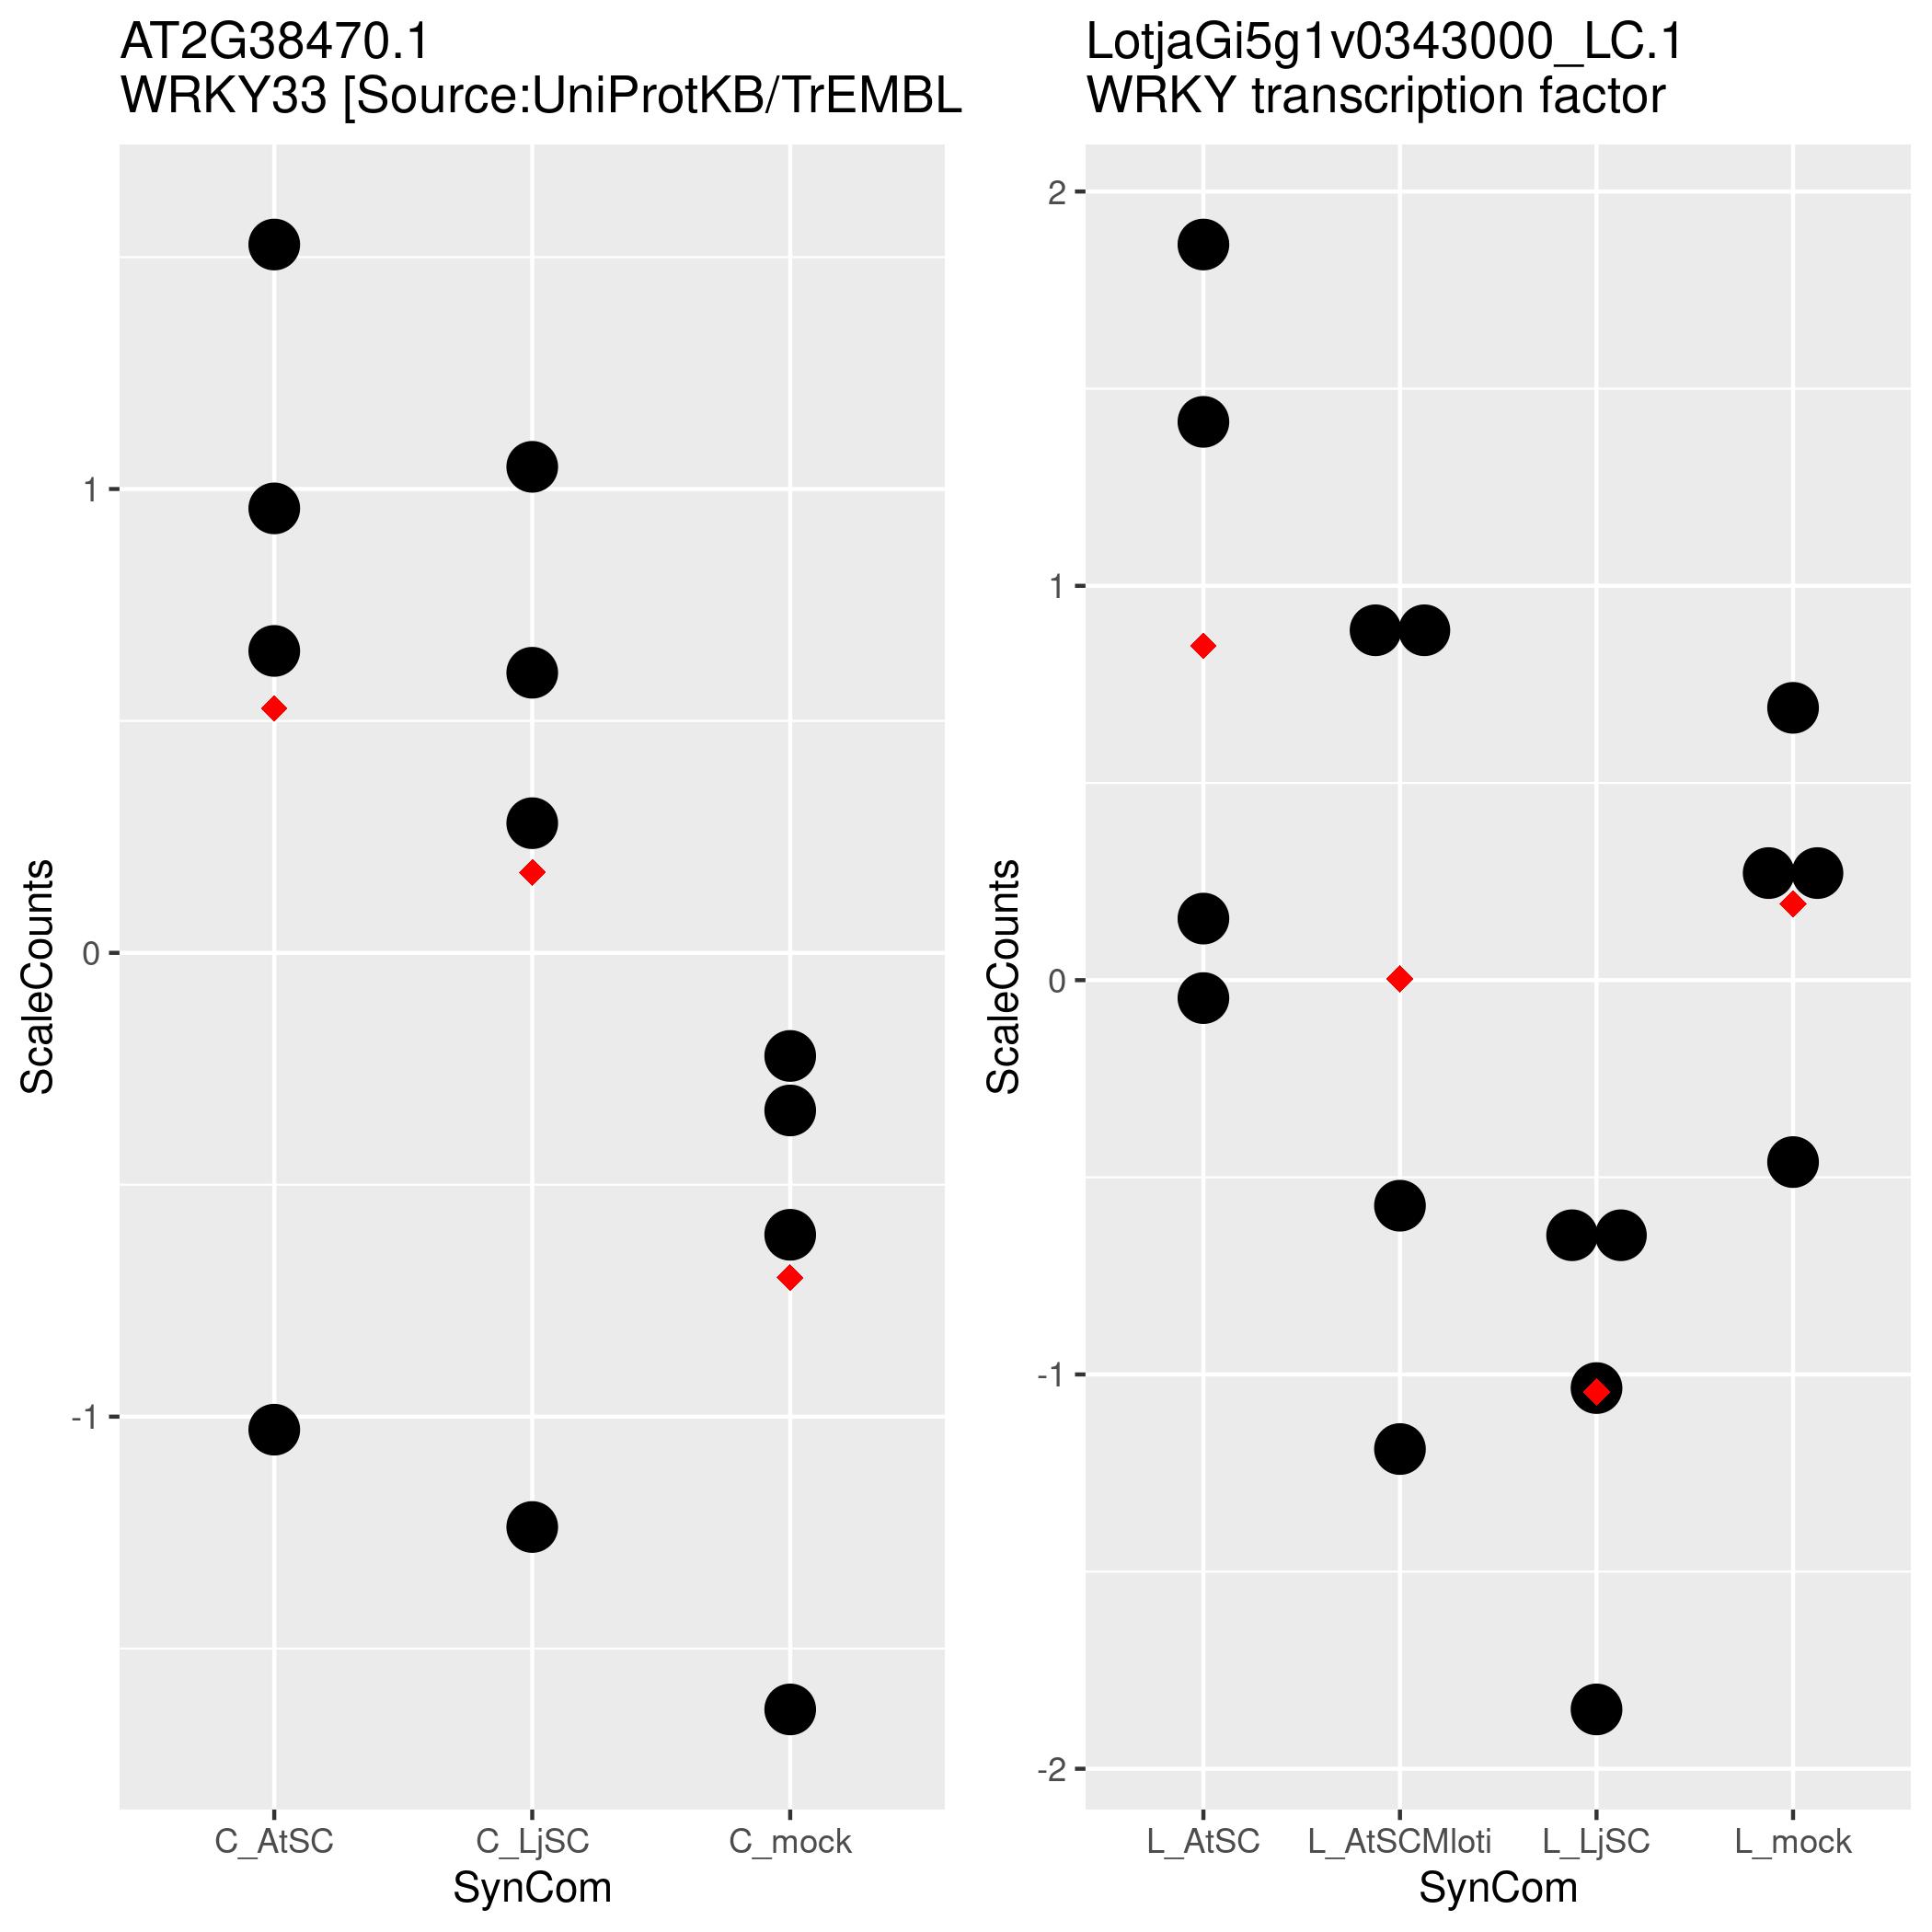 AT2G38470.1
WRKY33 [Source:UniProtKB/TrEMBL
ScaleCounts
1
0
-1
C_AtSC
C_LjSC
C_mock
SynCom
LotjaGi5g1v0343000_LC.1
WRKY transcription factor
ScaleCounts
2
1
0
-1
-2
L_AtSC
L_AtSCMloti
L_LjSC
L_mock
SynCom